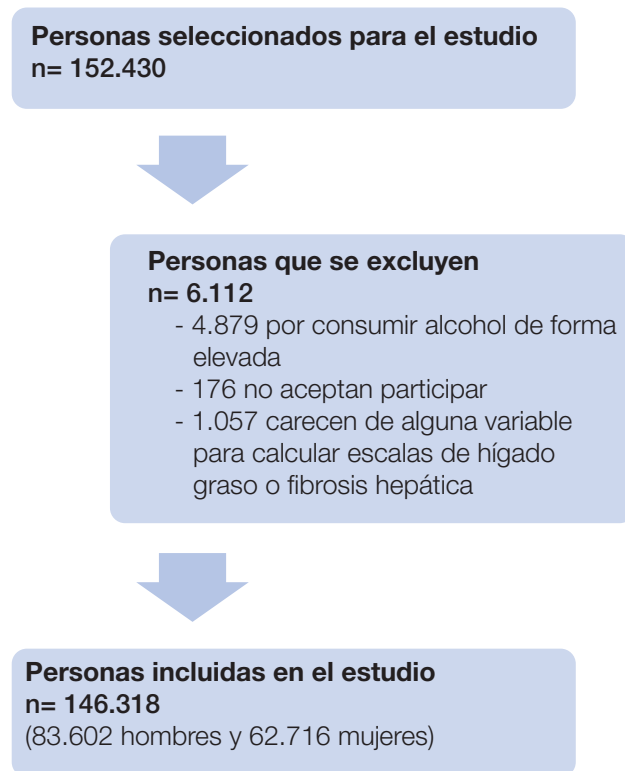 Personas seleccionados para el estudio
n= 152.430
Personas que se excluyen
n= 6.112
- 4.879 por consumir alcohol de forma
elevada
- 176 no aceptan participar
- 1.057 carecen de alguna variable
para calcular escalas de hígado
graso o fibrosis hepática
Personas incluidas en el estudio
n= 146.318
(83.602 hombres y 62.716 mujeres)